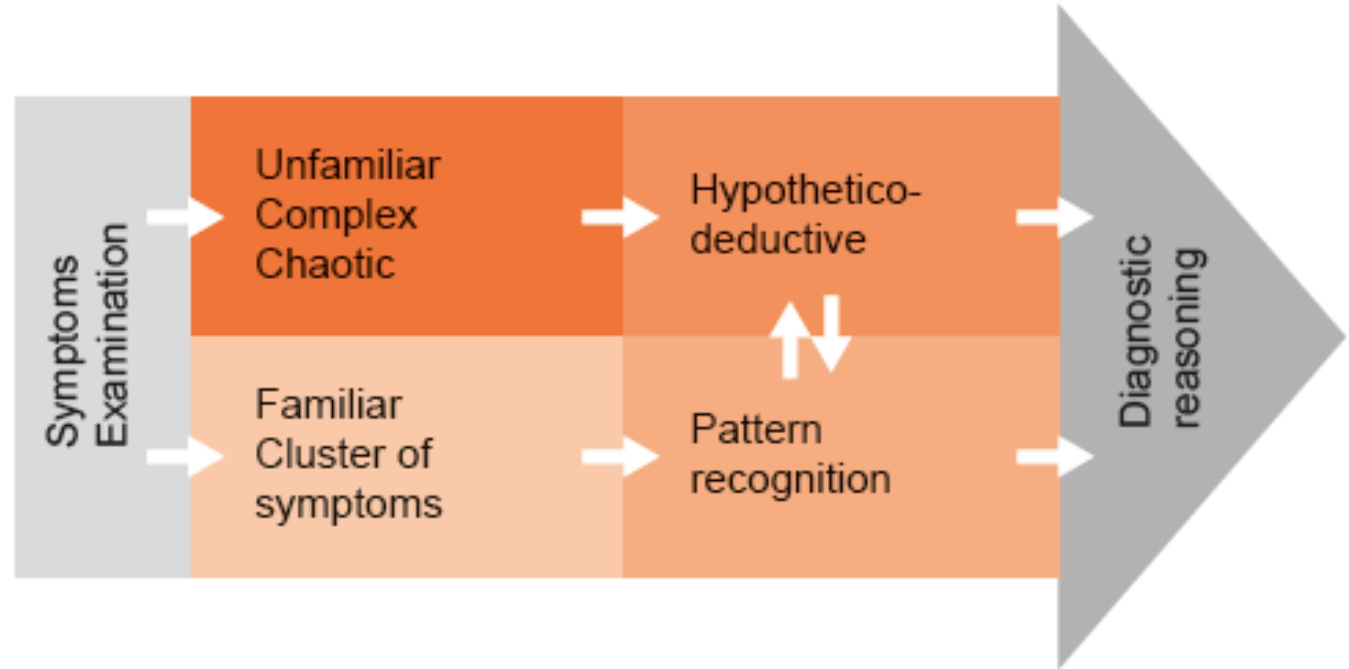 Symptoms
Examination
Unfamiliar
Complex
Chaotic
Hypothetico-
deductive
Familiar
Cluster of
symptoms
Pattern
recognition
Diagnostic
reasoning